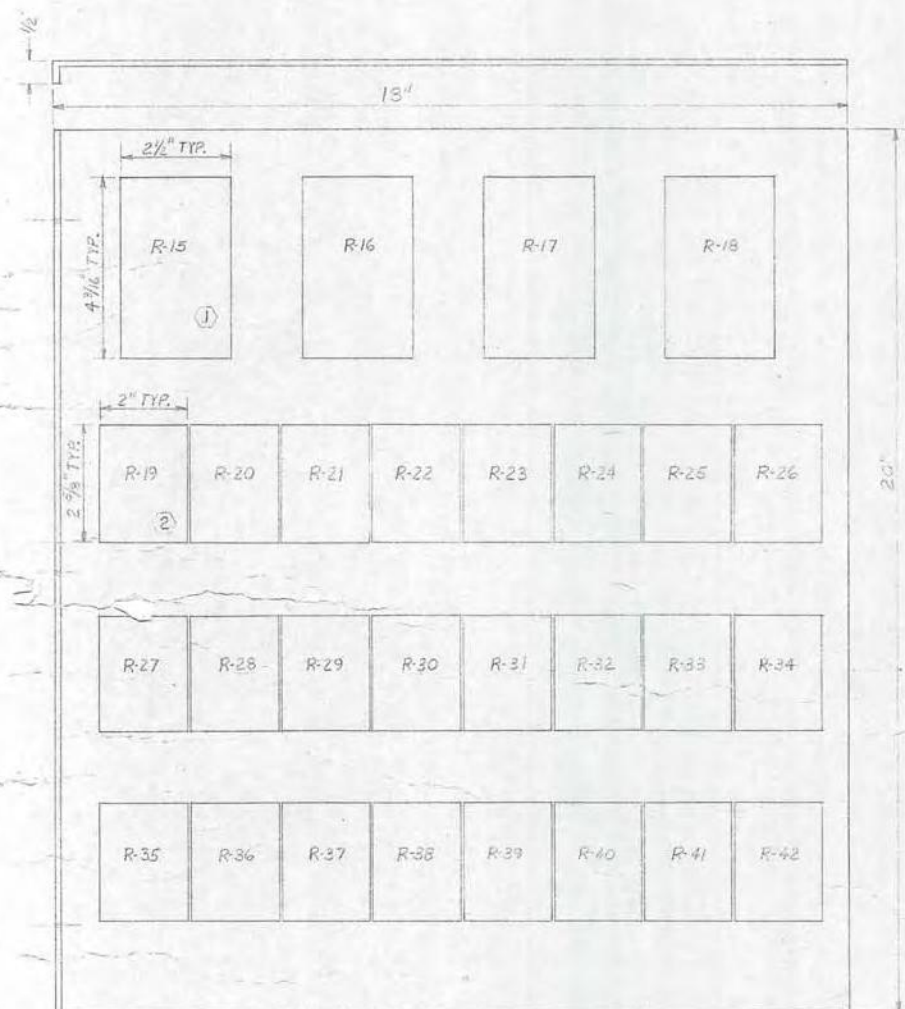 1/2"
18"
2 1/2" TYP.
4 3/16" TYP.
R-15
R-16
R-17
R-18
1
2" TYP.
2 5/8" TYP.
R-19
R-20
R-21
R-22
R-23
R-24
R-25
R-26
2
20"
R-27
R-28
R-29
R-30
R-31
R-32
R-33
R-34
R-35
R-36
R-37
R-38
R-39
R-40
R-41
R-42